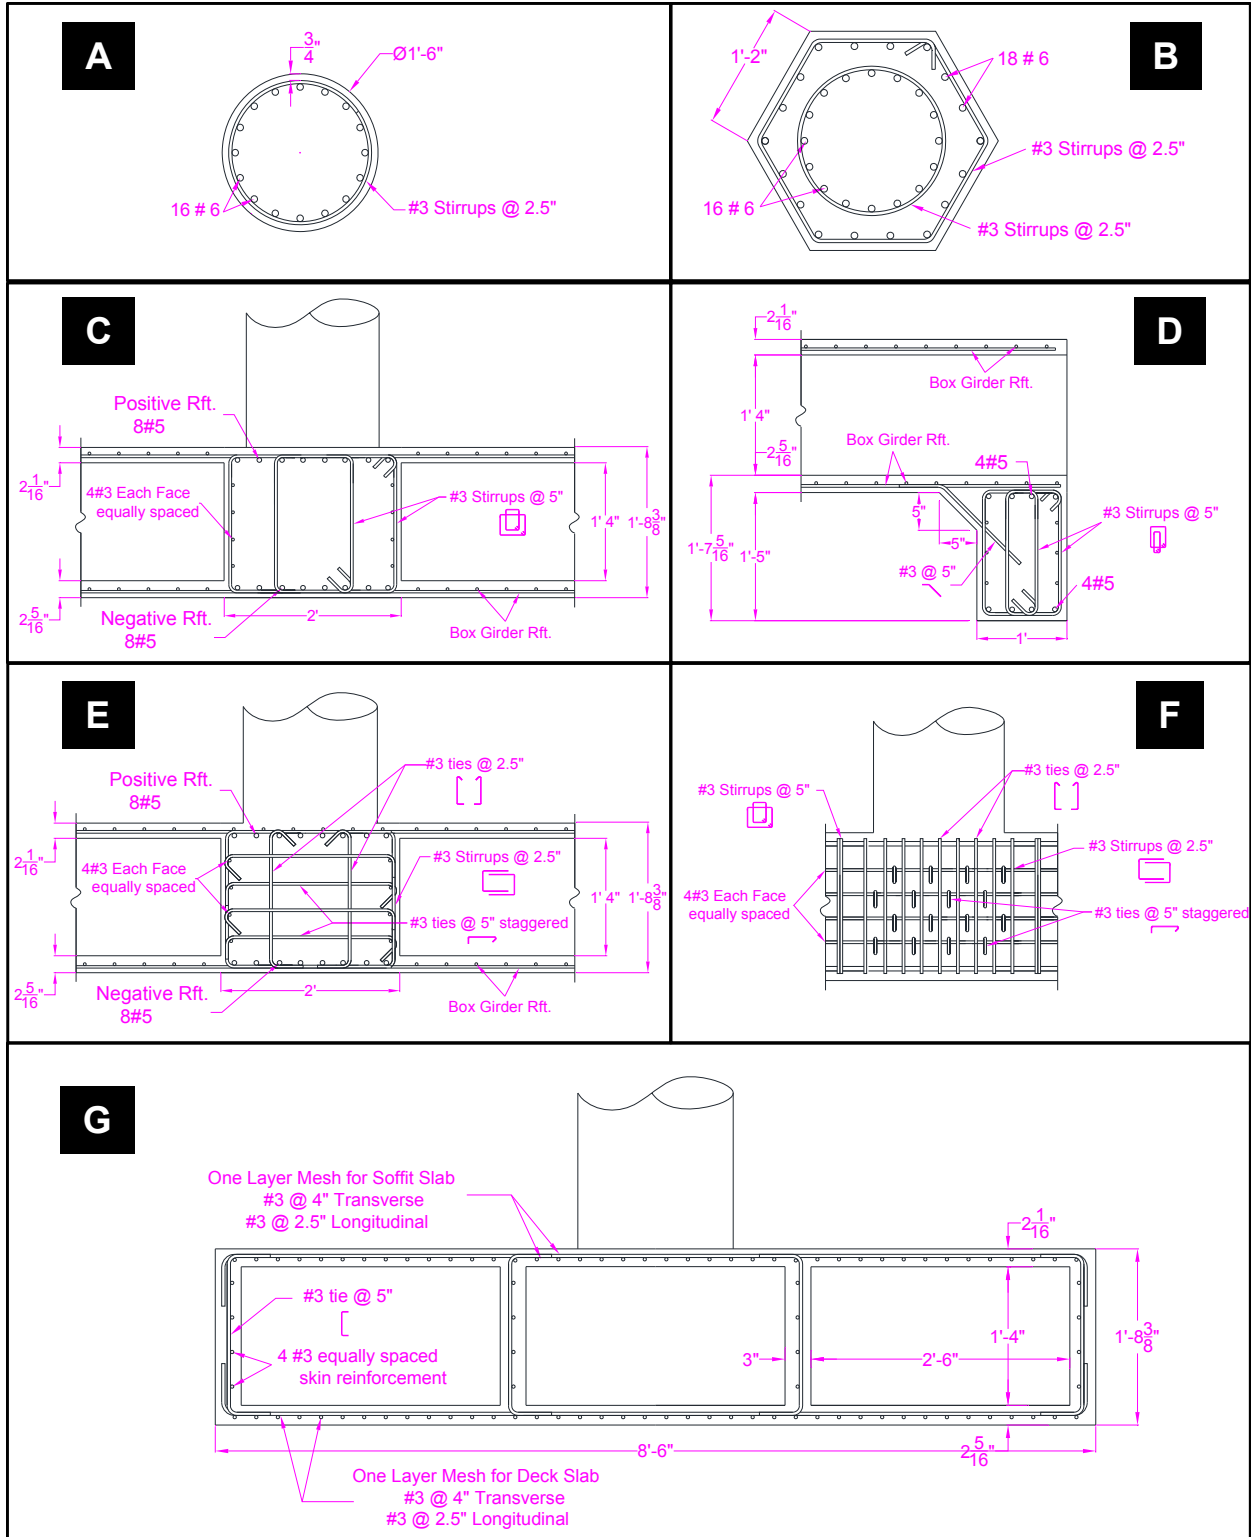 A
3/4"
Ø1'-6"
16 # 6
#3 Stirrups @ 2.5"
B
1'-2"
18 # 6
#3 Stirrups @ 2.5"
16 # 6
#3 Stirrups @ 2.5"
C
Positive Rft.
8#5
2 1/16"
4#3 Each Face
equally spaced
#3 Stirrups @ 5"
1' 4"
1'-8 3/8"
2 5/16"
Negative Rft.
8#5
2'
Box Girder Rft.
D
2 1/16"
Box Girder Rft.
1' 4"
Box Girder Rft.
2 5/16"
4#5
5"
#3 Stirrups @ 5"
1'-7 5/16"
1'-5"
5"
#3 @ 5"
4#5
1'
E
#3 ties @ 2.5"
Positive Rft.
8#5
2 1/16"
4#3 Each Face
equally spaced
#3 Stirrups @ 2.5"
1' 4"
1'-8 3/8"
#3 ties @ 5" staggered
2 5/16"
Negative Rft.
8#5
2'
Box Girder Rft.
F
#3 ties @ 2.5"
#3 Stirrups @ 5"
#3 Stirrups @ 2.5"
4#3 Each Face
equally spaced
#3 ties @ 5" staggered
G
One Layer Mesh for Soffit Slab
#3 @ 4" Transverse
#3 @ 2.5" Longitudinal
2 1/16"
#3 tie @ 5"
1'-4"
1'-8 3/8"
4 #3 equally spaced
skin reinforcement
3"
2'-6"
8'-6"
2 5/16"
One Layer Mesh for Deck Slab
#3 @ 4" Transverse
#3 @ 2.5" Longitudinal